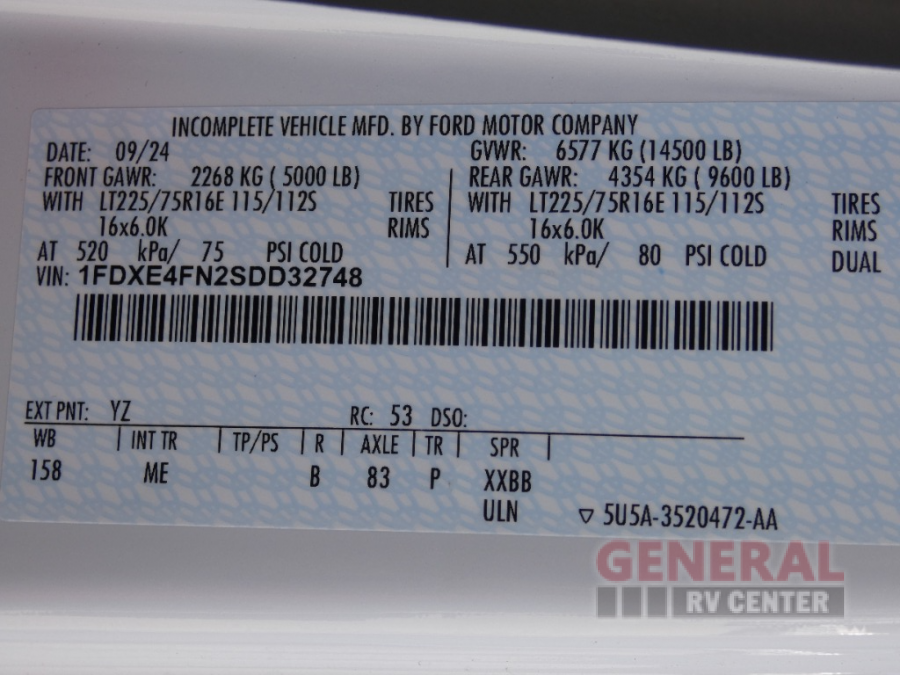 INCOMPLETE VEHICLE MFD. BY FORD MOTOR COMPANY
DATE: 09/24 GVWR: 6577 KG (14500 LB)
FRONT GAWR: 2268 KG ( 5000 LB) REAR GAWR: 4354 KG ( 9600 LB)
WITH LT225/75R16E 115/112S TIRES WITH LT225/75R16E 115/112S TIRES
16x6.0K RIMS 16x6.0K RIMS
AT 520 kPa/ 75 PSI COLD AT 550 kPa/ 80 PSI COLD DUAL
VIN: 1FDXE4FN2SDD32748
EXT PNT: YZ RC: 53 DSO:
WB INT TR TP/PS R AXLE TR SPR
158 ME B 83 P XXBB
ULN ▽ 5U5A-3520472-AA
GENERAL
RV CENTER